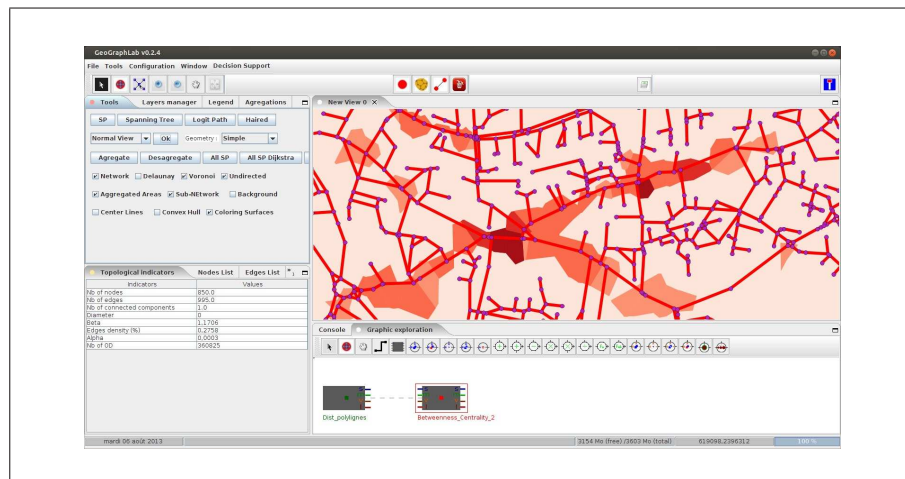 GeoGraphLab v0.2.4
File Tools Configuration Window Decision Support
Tools Layers manager Legend Agregations
SP Spanning Tree Logit Path Haired
Normal View Ok Geometry : Simple
Agregate Desagregate All SP All SP Dijkstra
Network Delaunay Voronoi Undirected
Aggregated Areas Sub-NEtwork Background
Center Lines Convex Hull Coloring Surfaces
New View 0 X
Topological Indicators Nodes List Edges List
Indicators Values
Nb of nodes 850.0
Nb of edges 995.0
Nb of connected components 1.0
Diameter 0
Beta 1.1706
Edges density (%) 0.2758
Alpha 0.0003
Nb of OD 360825
Console Graphic exploration
Dist_polylignes Betweenness_Centrality_2
mardi 06 août 2013 3154 Mo (free) /3603 Mo (total) 619098.2396312 100 %